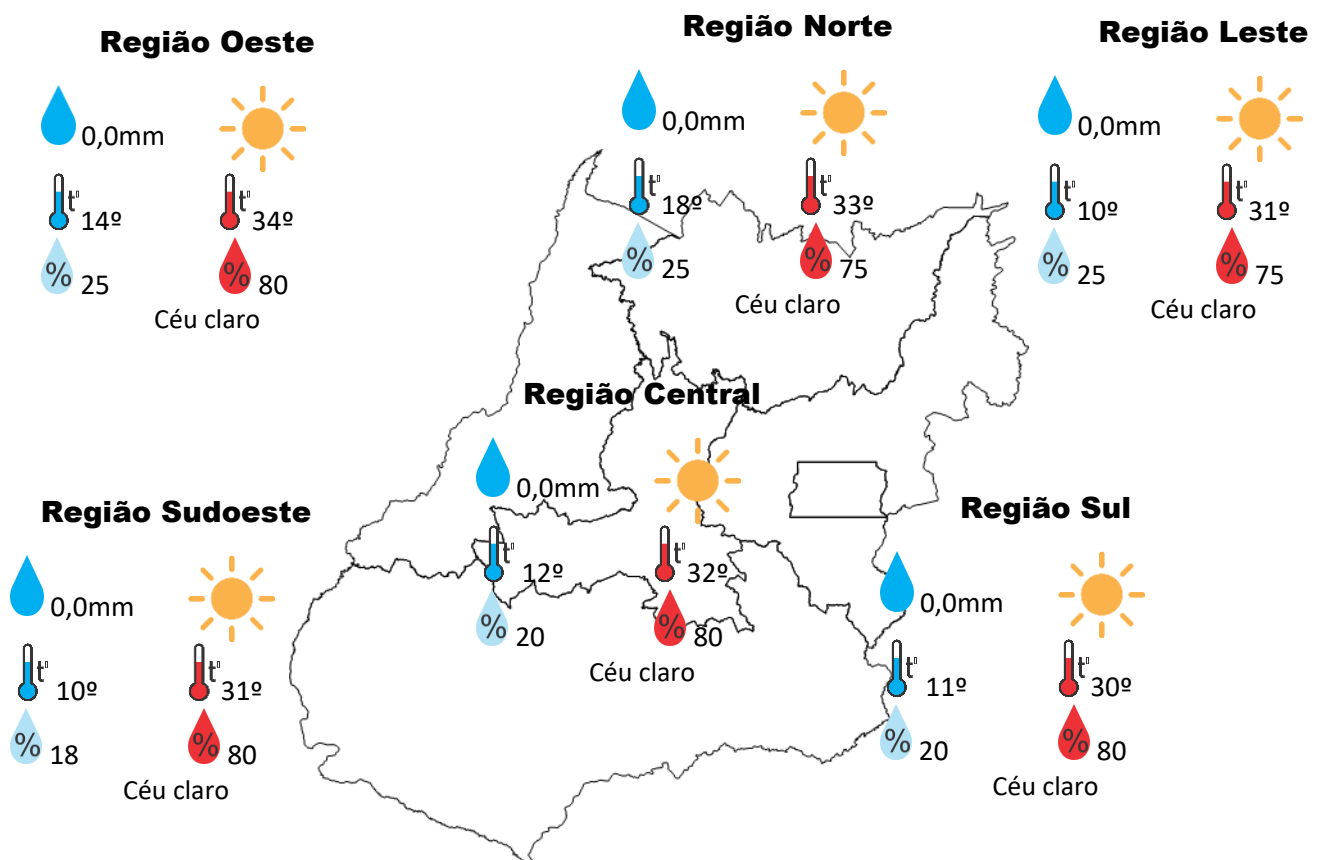 Região Oeste
0,0mm
t°
14º
t°
34º
% 25
% 80
Céu claro
Região Norte
0,0mm
t°
18º
t°
33º
% 25
% 75
Céu claro
Região Leste
0,0mm
t°
10º
t°
31º
% 25
% 75
Céu claro
Região Central
0,0mm
t°
12º
t°
32º
% 20
% 80
Céu claro
Região Sudoeste
0,0mm
t°
10º
t°
31º
% 18
% 80
Céu claro
Região Sul
0,0mm
t°
11º
t°
30º
% 20
% 80
Céu claro